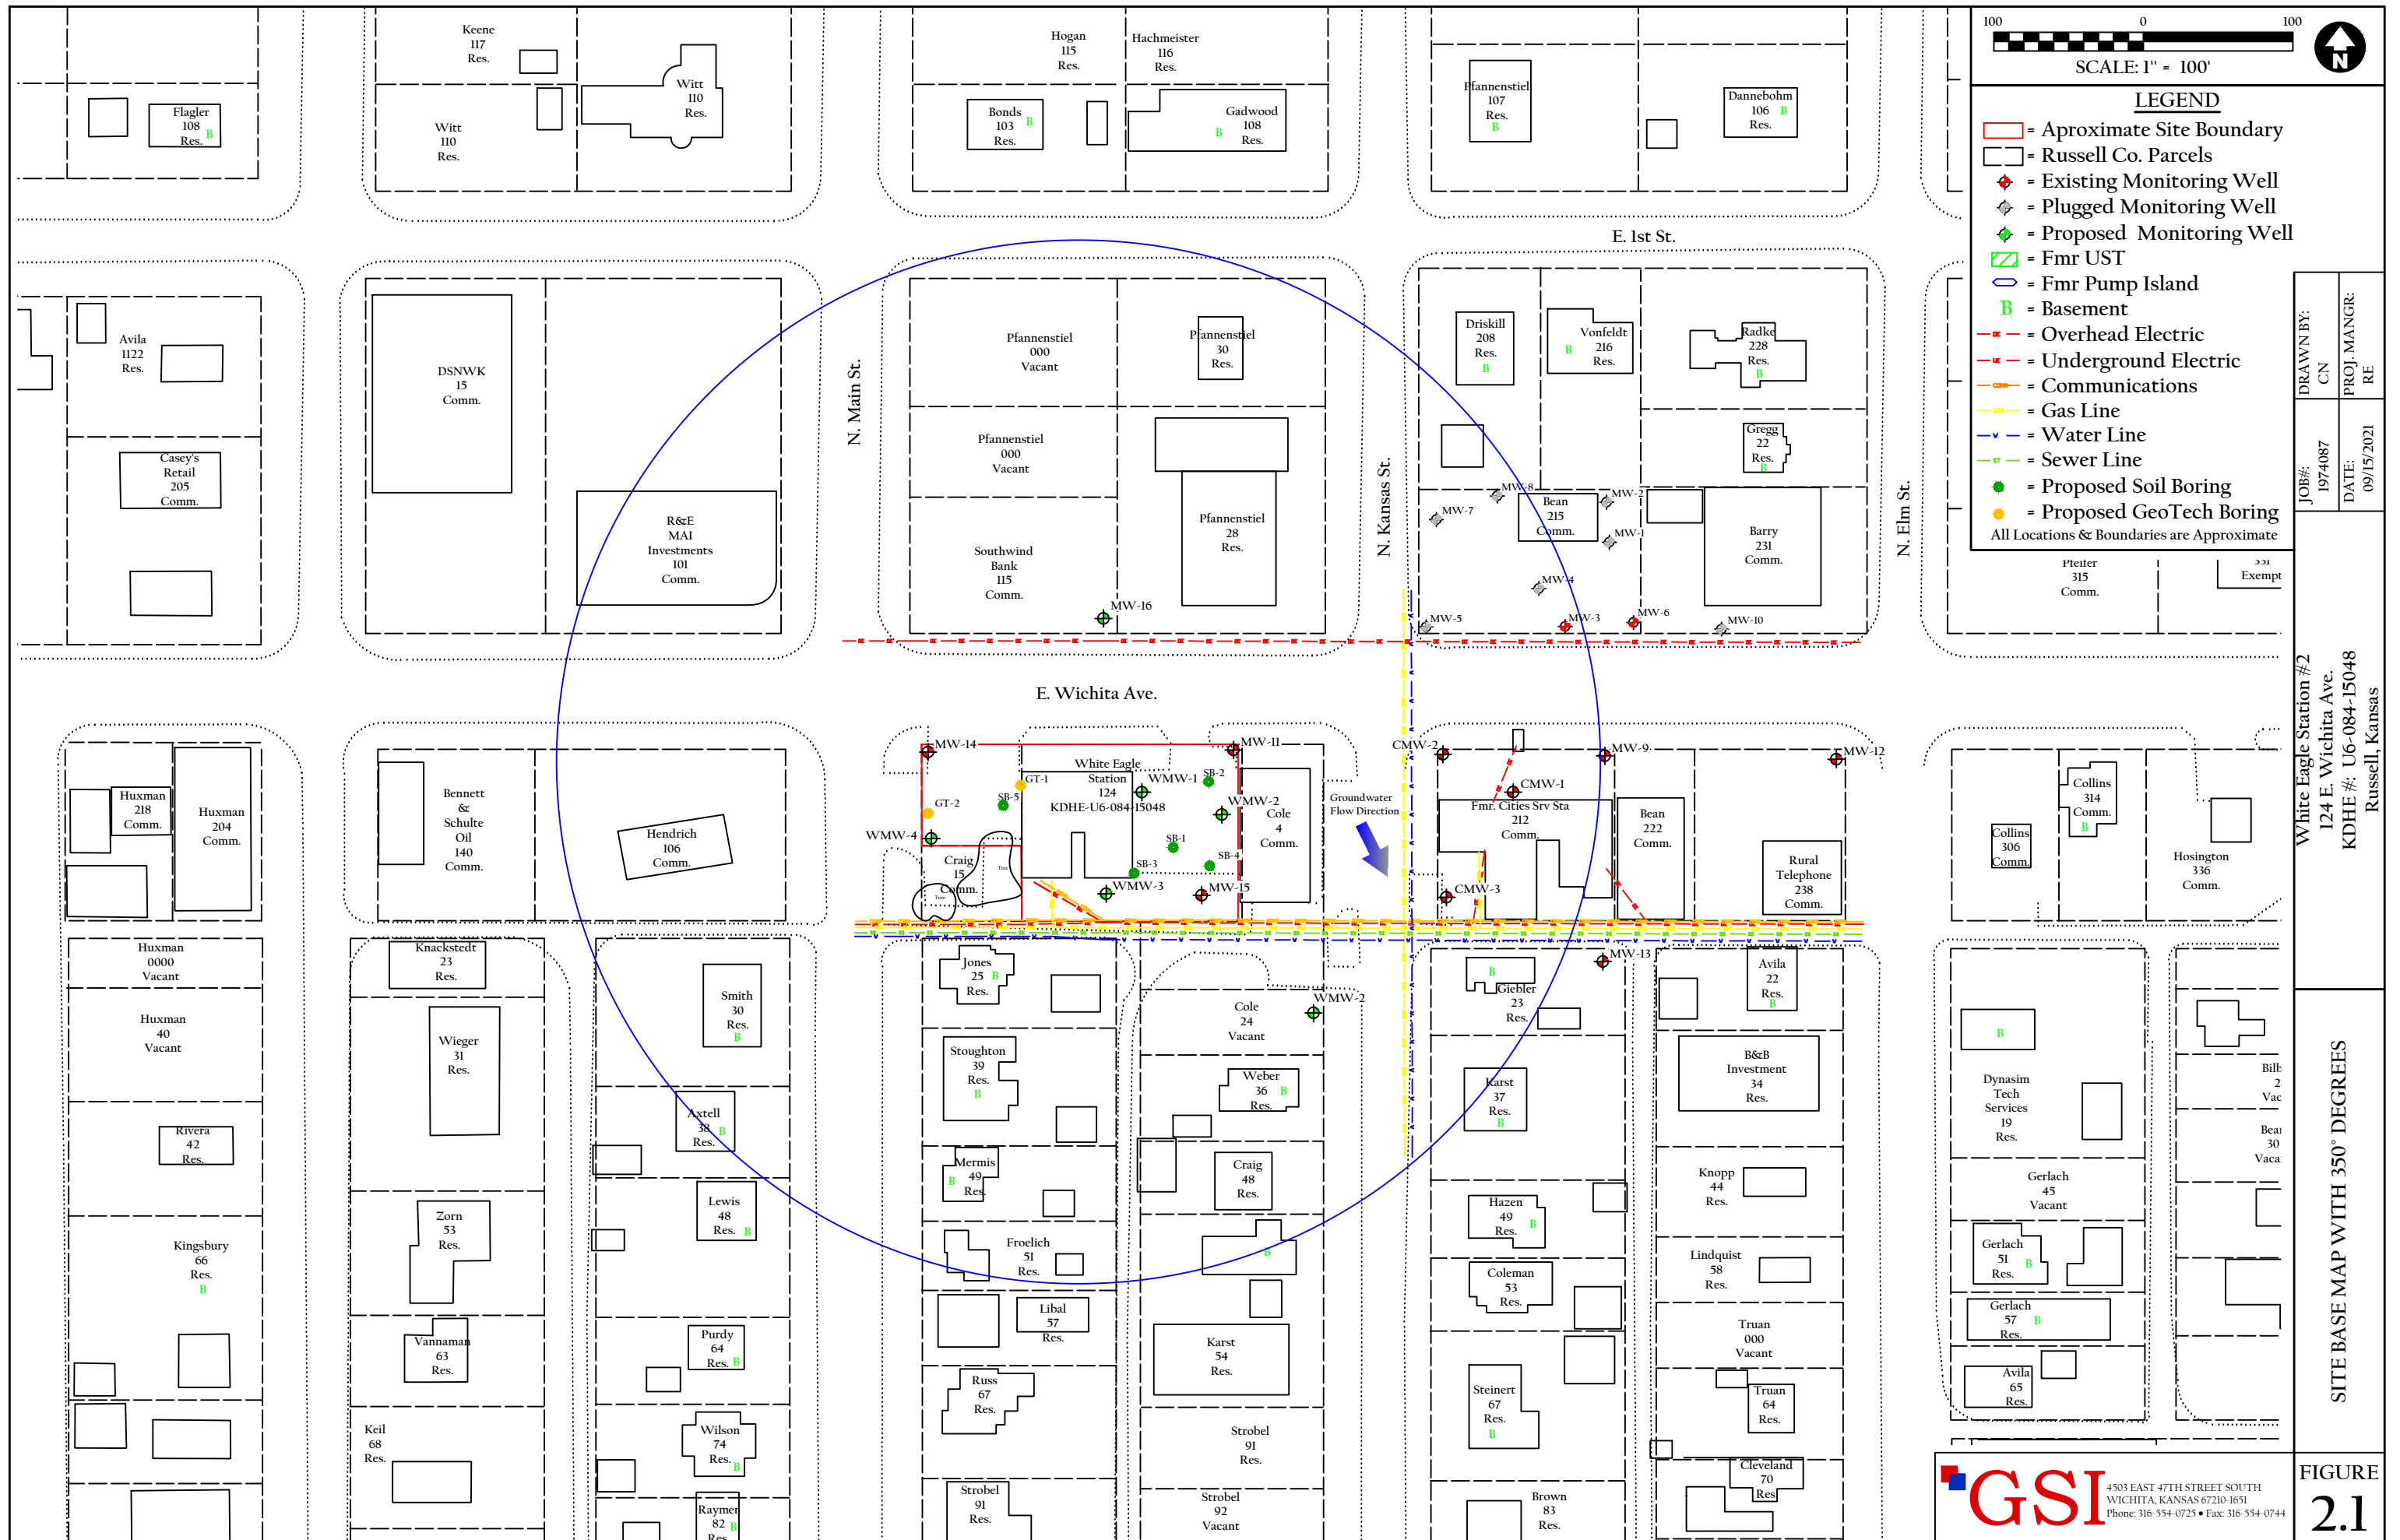 Keene
117
Res.
Witt
110
Res.
Flagler
108
Res.
B
Witt
110
Res.
Hogan
115
Res.
Hachmeister
116
Res.
Bonds
103
Res.
B
Gadwood
108
Res.
B
Pfannenstiel
107
Res.
B
Dannebohm
106
Res.
B
100 0 100
N
SCALE: 1" = 100'
LEGEND
= Aproximate Site Boundary
= Russell Co. Parcels
= Existing Monitoring Well
= Plugged Monitoring Well
= Proposed Monitoring Well
= Fmr UST
= Fmr Pump Island
B = Basement
= Overhead Electric
= Underground Electric
= Communications
= Gas Line
= Water Line
= Sewer Line
= Proposed Soil Boring
= Proposed GeoTech Boring
All Locations & Boundaries are Approximate
DRAWN BY:
CN
PROJ. MANGR:
RE
JOB#:
1974087
DATE:
09/15/2021
White Eagle Station #2
124 E. Wichita Ave.
KDHE #: U6-084-15048
Russell, Kansas
SITE BASE MAP WITH 350° DEGREES
FIGURE
2.1
GSI
4503 EAST 47TH STREET SOUTH
WICHITA, KANSAS 67210-1651
Phone: 316-554-0725 ● Fax: 316-554-0744
E. 1st St.
N. Main St.
N. Kansas St.
N. Elm St.
E. Wichita Ave.
Avila
1122
Res.
Casey's
Retail
205
Comm.
DSNWK
15
Comm.
R&E
MAI
Investments
101
Comm.
Pfannenstiel
000
Vacant
Pfannenstiel
30
Res.
Pfannenstiel
000
Vacant
Pfannenstiel
28
Res.
Southwind
Bank
115
Comm.
MW-16
Driskill
208
Res.
B
Vonfeldt
216
Res.
B
Radke
228
Res.
B
Gregg
22
Res.
B
MW-8
MW-2
MW-7
Bean
215
Comm.
MW-1
Barry
231
Comm.
MW-4
MW-5
MW-3
MW-6
MW-10
Pfeifer
315
Comm.
331
Exempt
Huxman
218
Comm.
Huxman
204
Comm.
Bennett
&
Schulte
Oil
140
Comm.
Hendrich
106
Comm.
MW-14
MW-11
White Eagle
Station
124
KDHE-U6-084-15048
GT-1
GT-2
SB-5
WMW-1
SB-2
WMW-2
Cole
4
Comm.
WMW-4
Craig
15
Comm.
Tree
Tree
SB-1
SB-3
SB-4
WMW-3
MW-15
Groundwater
Flow Direction
CMW-2
MW-9
MW-12
CMW-1
Fmr. Cities Srv Sta
212
Comm.
Bean
222
Comm.
CMW-3
Rural
Telephone
238
Comm.
Collins
314
Comm.
B
Collins
306
Comm.
Hosington
336
Comm.
Huxman
0000
Vacant
Huxman
40
Vacant
Rivera
42
Res.
Kingsbury
66
Res.
B
Knackstedt
23
Res.
Wieger
31
Res.
Zorn
53
Res.
Vannaman
63
Res.
Keil
68
Res.
Smith
30
Res.
B
Axtell
38
Res.
B
Lewis
48
Res.
B
Purdy
64
Res.
B
Wilson
74
Res.
B
Raymer
82
Res.
B
Jones
25
Res.
B
Stoughton
39
Res.
B
Mermis
49
Res.
B
Froelich
51
Res.
Libal
57
Res.
Russ
67
Res.
Strobel
91
Res.
WMW-2
Cole
24
Vacant
Weber
36
Res.
B
Craig
48
Res.
B
Karst
54
Res.
Strobel
91
Res.
Strobel
92
Vacant
MW-13
B
Giebler
23
Res.
Karst
37
Res.
B
Hazen
49
Res.
B
Coleman
53
Res.
Steinert
67
Res.
B
Brown
83
Res.
Avila
22
Res.
B
B&B
Investment
34
Res.
Knopp
44
Res.
Lindquist
58
Res.
Truan
000
Vacant
Truan
64
Res.
Cleveland
70
Res
B
Dynasim
Tech
Services
19
Res.
Gerlach
45
Vacant
Gerlach
51
Res.
B
Gerlach
57
Res.
B
Avila
65
Res.
30